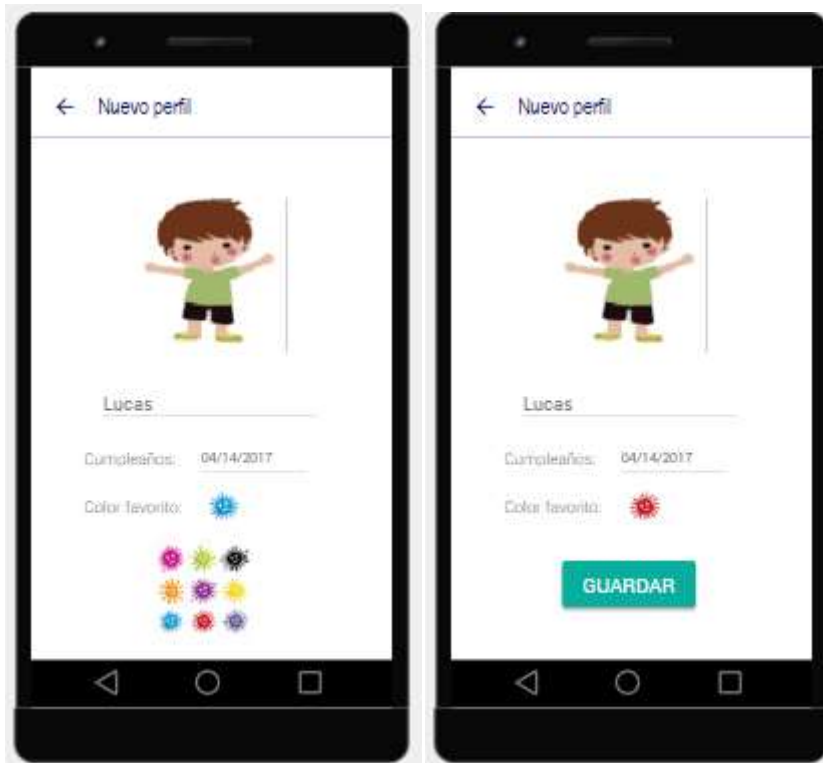 Nuevo perfil
Lucas
Cumpleaños: 04/14/2017
Color favorito:
Nuevo perfil
Lucas
Cumpleaños: 04/14/2017
Color favorito:
GUARDAR